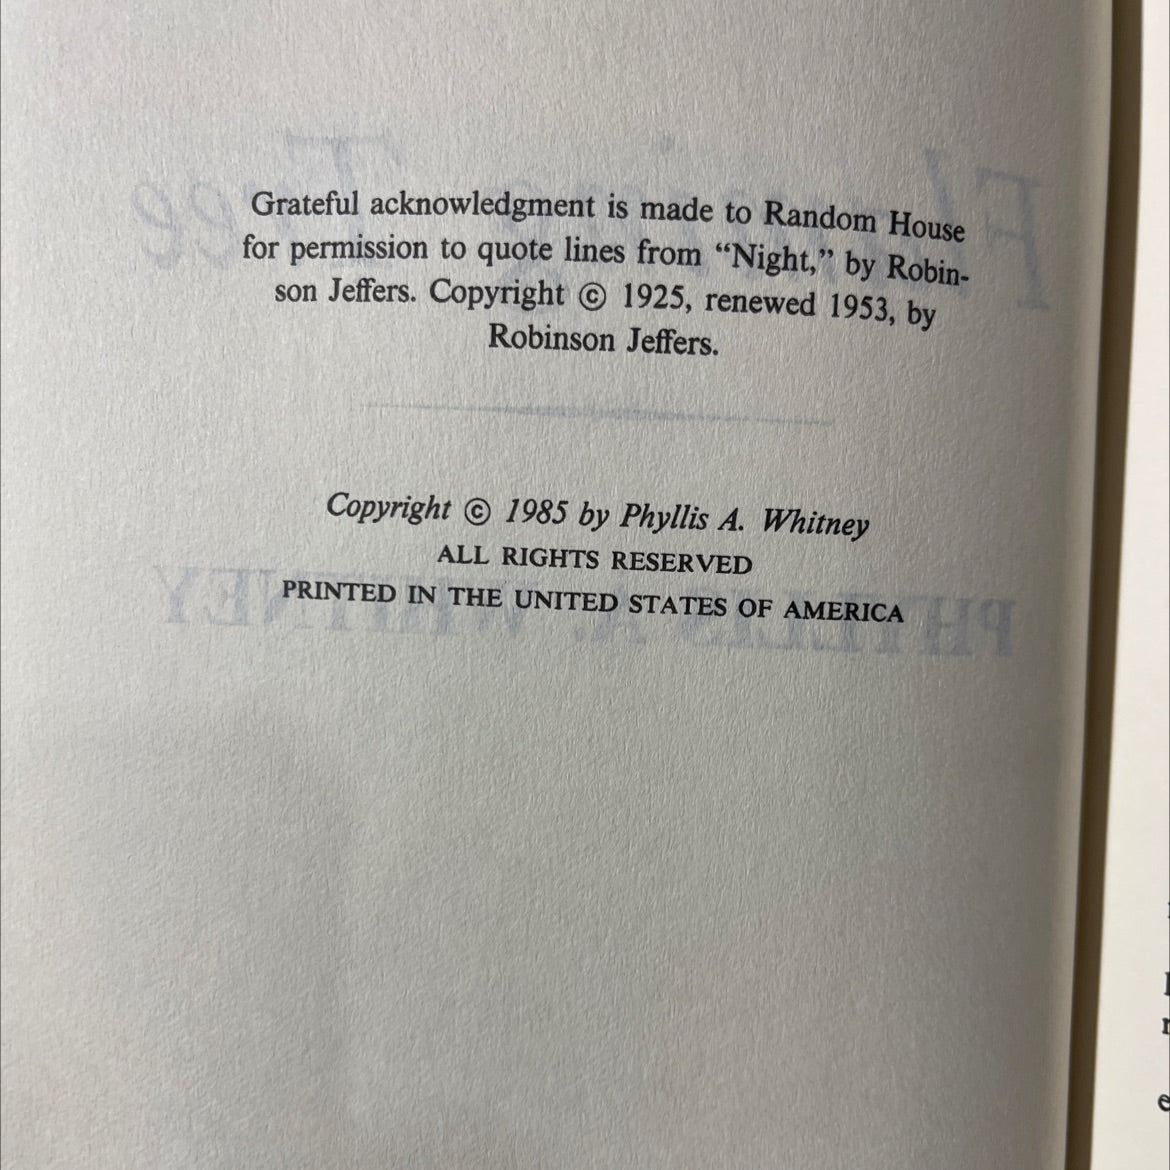 Grateful acknowledgment is made to Random House
for permission to quote lines from “Night,” by Robin-
son Jeffers. Copyright © 1925, renewed 1953, by
Robinson Jeffers.
Copyright © 1985 by Phyllis A. Whitney
ALL RIGHTS RESERVED
PRINTED IN THE UNITED STATES OF AMERICA
PHYLLIS A. WHITNEY